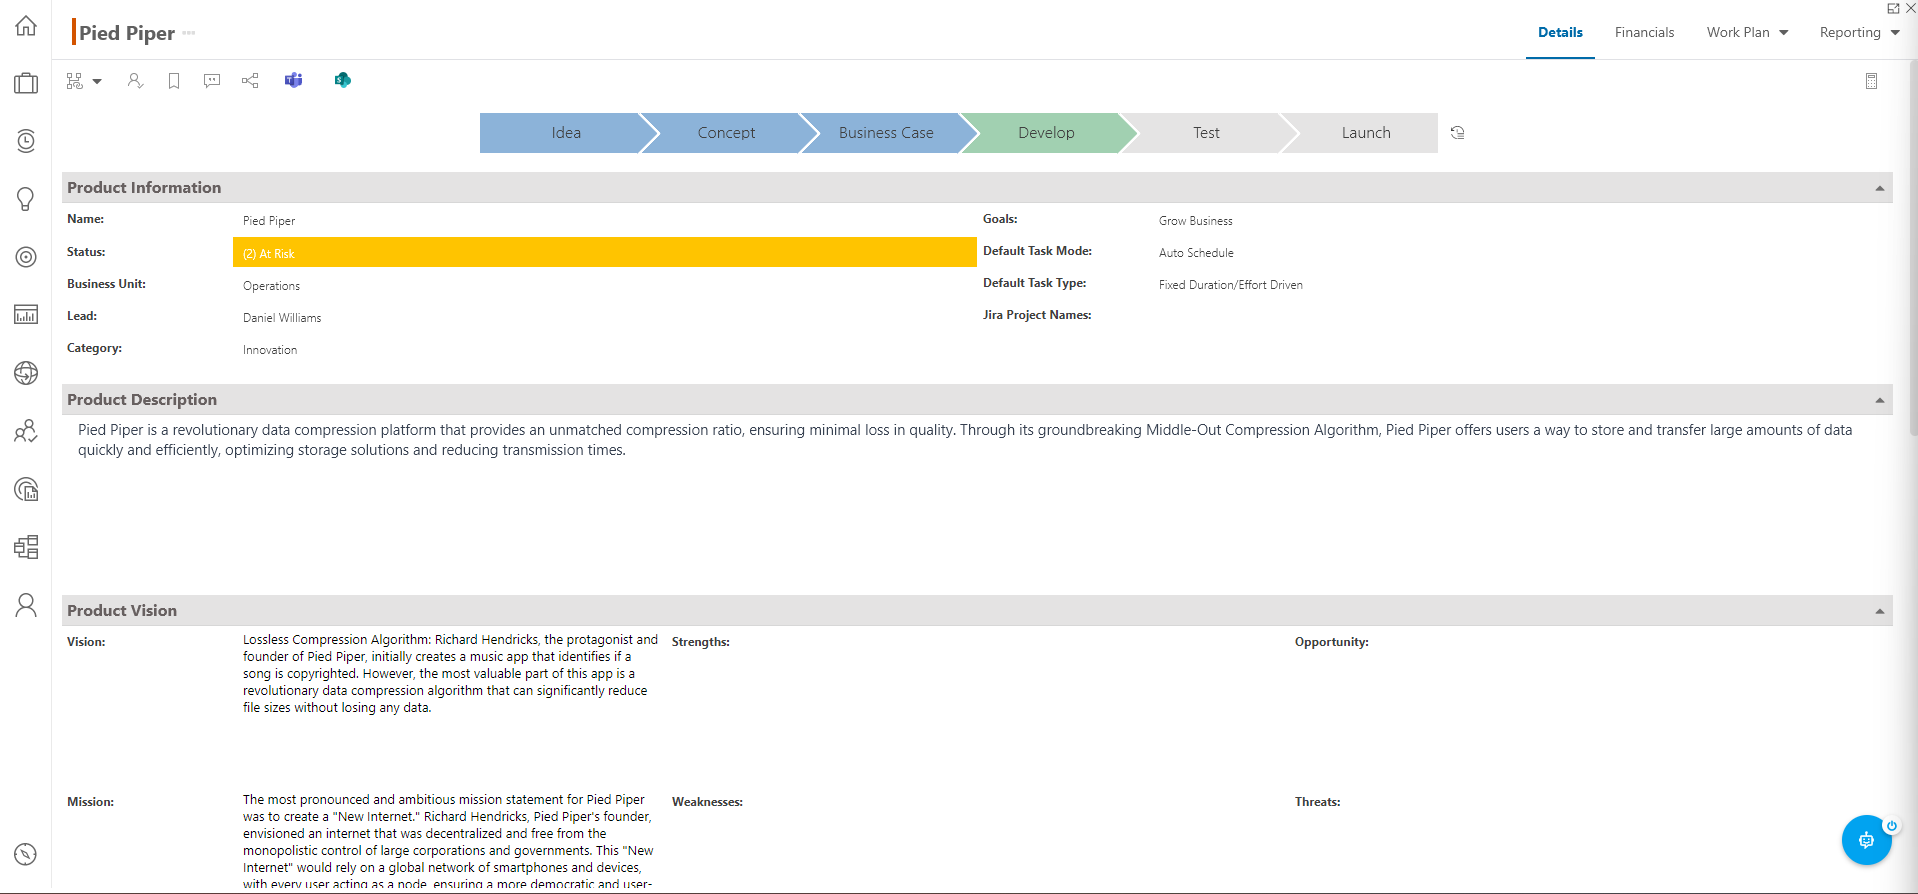 Pied Piper
Details
Financials
Work Plan
Reporting
Idea
Concept
Business Case
Develop
Test
Launch
Product Information
Name:
Pied Piper
Status:
(2) At Risk
Business Unit:
Operations
Lead:
Daniel Williams
Category:
Innovation
Goals:
Grow Business
Default Task Mode:
Auto Schedule
Default Task Type:
Fixed Duration/Effort Driven
Jira Project Names:
Product Description
Pied Piper is a revolutionary data compression platform that provides an unmatched compression ratio, ensuring minimal loss in quality. Through its groundbreaking Middle-Out Compression Algorithm, Pied Piper offers users a way to store and transfer large amounts of data
quickly and efficiently, optimizing storage solutions and reducing transmission times.
Product Vision
Vision:
Lossless Compression Algorithm: Richard Hendricks, the protagonist and
founder of Pied Piper, initially creates a music app that identifies if a
song is copyrighted. However, the most valuable part of this app is a
revolutionary data compression algorithm that can significantly reduce
file sizes without losing any data.
Strengths:
Opportunity:
Mission:
The most pronounced and ambitious mission statement for Pied Piper
was to create a "New Internet." Richard Hendricks, Pied Piper's founder,
envisioned an internet that was decentralized and free from the
monopolistic control of large corporations and governments. This "New
Internet" would rely on a global network of smartphones and devices,
with every user acting as a node, ensuring a more democratic and user-
Weaknesses:
Threats: